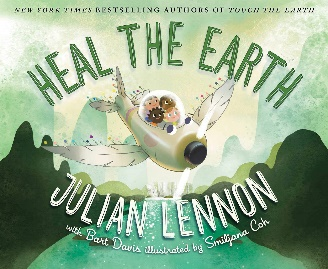 NEW YORK TIMES BESTSELLING AUTHORS OF TOUCH THE EARTH
HEAL THE EARTH
JULIAN LENNON
with Bart Davis illustrated by Smiljana Coh